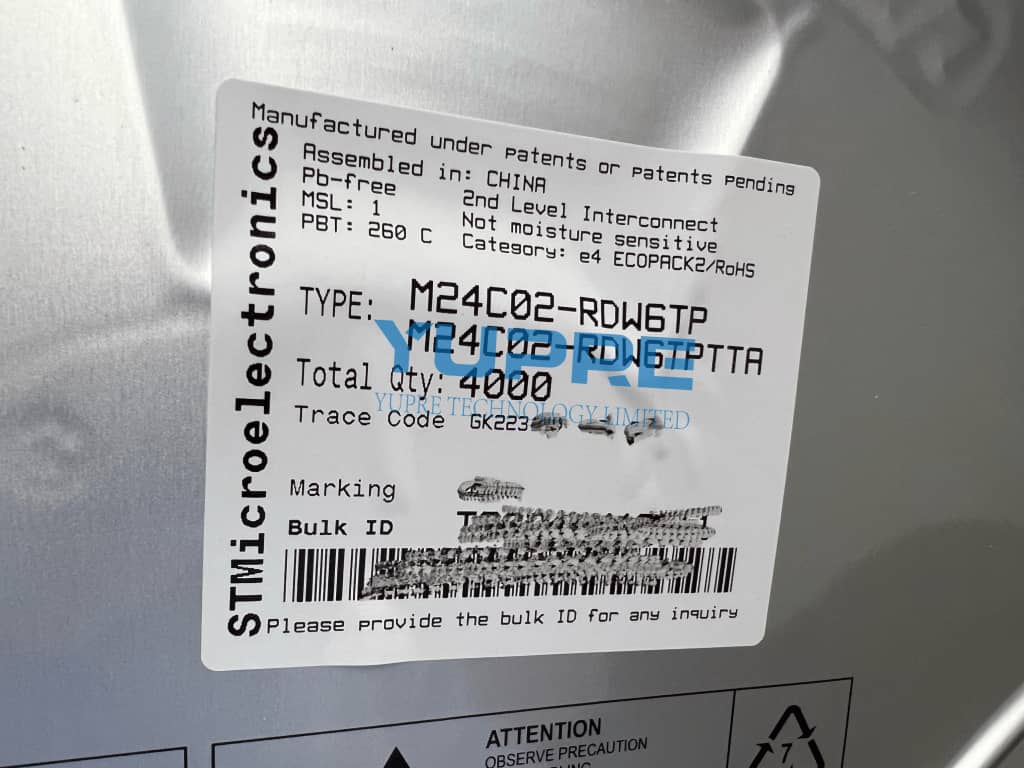 Manufactured under patents or patents pending
STMicroelectronics
Assembled in: CHINA
Pb-free 2nd Level Interconnect
MSL: 1 Not moisture sensitive
PBT: 260 C Category: e4 ECOPACK2/RoHS
TYPE: M24C02-RDW6TP
M24C02-RDW6TPTTA
YUPRE
Total Qty: 4000
YUPRE TECHNOLOGY LIMITED
Trace Code GK223
Marking
Bulk ID
Please provide the bulk ID for any inquiry
ATTENTION
OBSERVE PRECAUTION
7